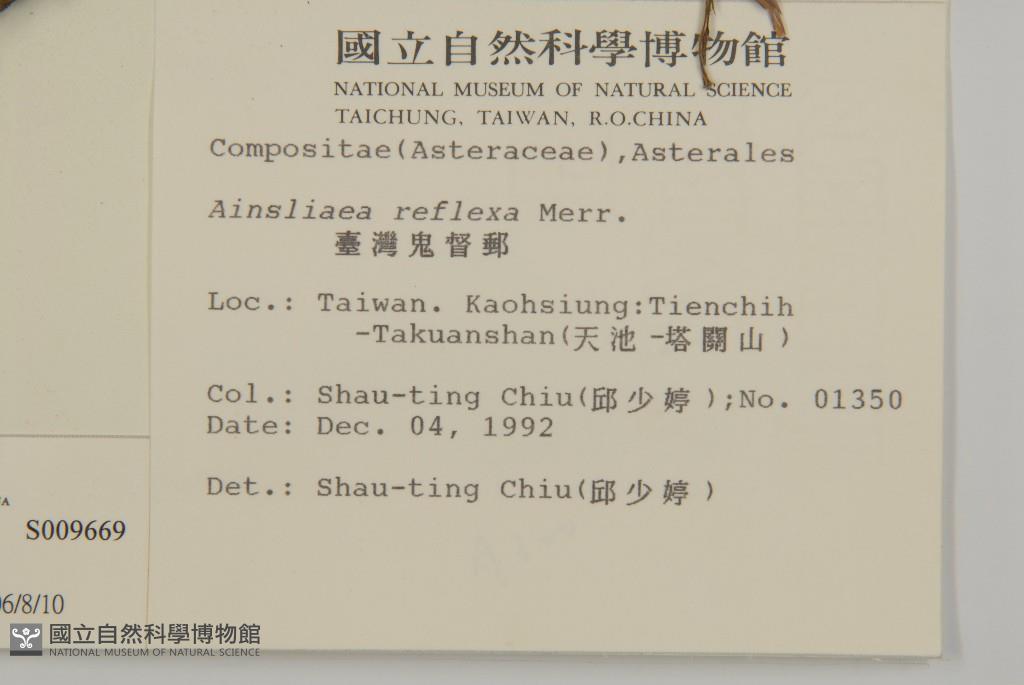 國立自然科學博物館
NATIONAL MUSEUM OF NATURAL SCIENCE
TAICHUNG, TAIWAN, R.O.CHINA
Compositae(Asteraceae),Asterales
Ainsliaea reflexa Merr.
臺灣鬼督郵
Loc.: Taiwan. Kaohsiung:Tienchih
-Takuanshan(天池-塔關山)
Col.: Shau-ting Chiu(邱少婷);No. 01350
Date: Dec. 04, 1992
Det.: Shau-ting Chiu(邱少婷)
S009669
6/8/10
國立自然科學博物館
NATIONAL MUSEUM OF NATURAL SCIENCE